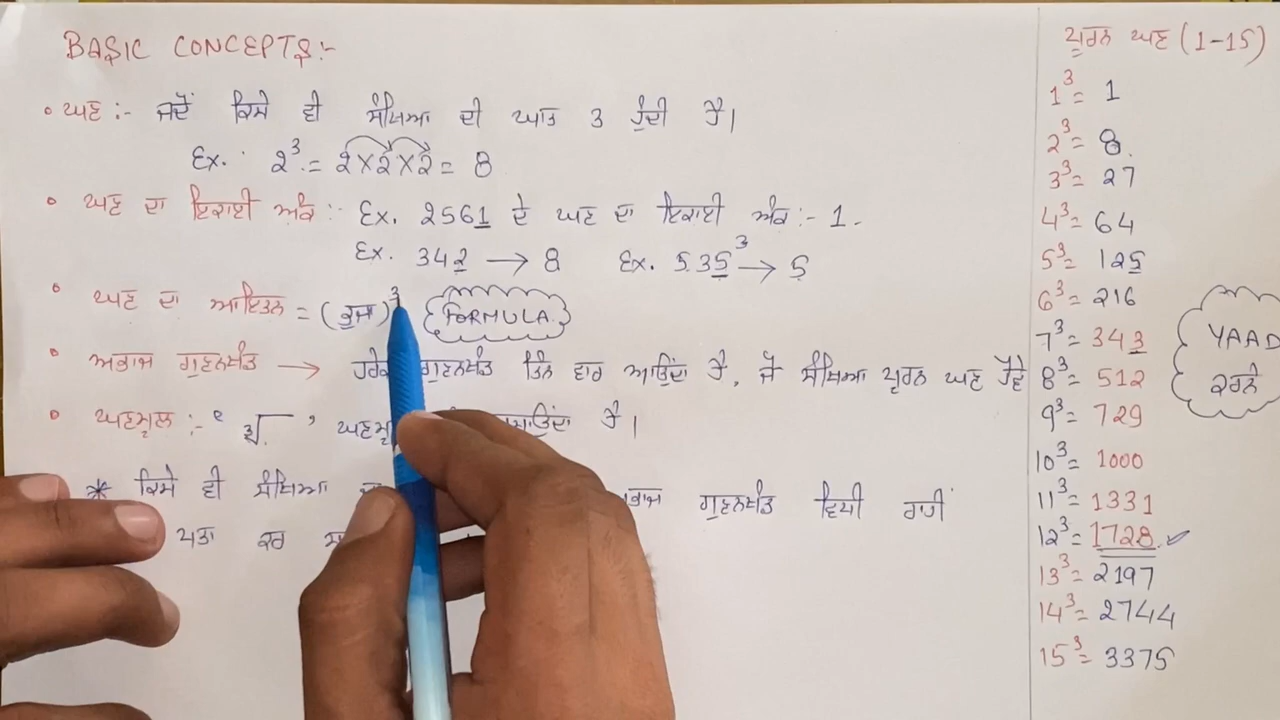 BASIC CONCEPTS:-
• ਘਣ :- ਜਦੋਂ ਕਿਸੇ ਵੀ ਸੰਖਿਆ ਦੀ ਘਾਤ 3 ਹੁੰਦੀ ਹੈ।
Ex. 2³ = 2×2×2 = 8
• ਘਣ ਦਾ ਇਕਾਈ ਅੰਕ :- Ex. 2561 ਦੇ ਘਣ ਦਾ ਇਕਾਈ ਅੰਕ :- 1.
Ex. 342 → 8 Ex. 535³ → 5
• ਘਣ ਦਾ ਆਇਤਨ = (ਭੁਜਾ)³ FORMULA.
• ਅਭਾਜ ਗੁਣਨਖੰਡ → ਹਰੇਕ ਗੁਣਨਖੰਡ ਤਿੰਨ ਵਾਰ ਆਉਂਦਾ ਹੈ, ਜੋ ਸੰਖਿਆ ਪੂਰਨ ਘਣ ਹੋਵੇ
• ਘਣਮੂਲ :- ‘ ∛ ’ ਹੈ।
* ਕਿਸੇ ਵੀ ਸੰਖਿਆ ਗੁਣਨਖੰਡ ਵਿਧੀ ਰਾਹੀਂ
ਪਤਾ ਕਰ
ਪੂਰਨ ਘਣ (1-15)
1³= 1
2³= 8.
3³= 27
4³= 64
5³= 125
6³= 216
7³= 343
8³= 512
9³= 729
10³= 1000
11³= 1331
12³= 1728.✓
13³= 2197
14³= 2744
15³= 3375
YAAD
ਕਰਨੇ